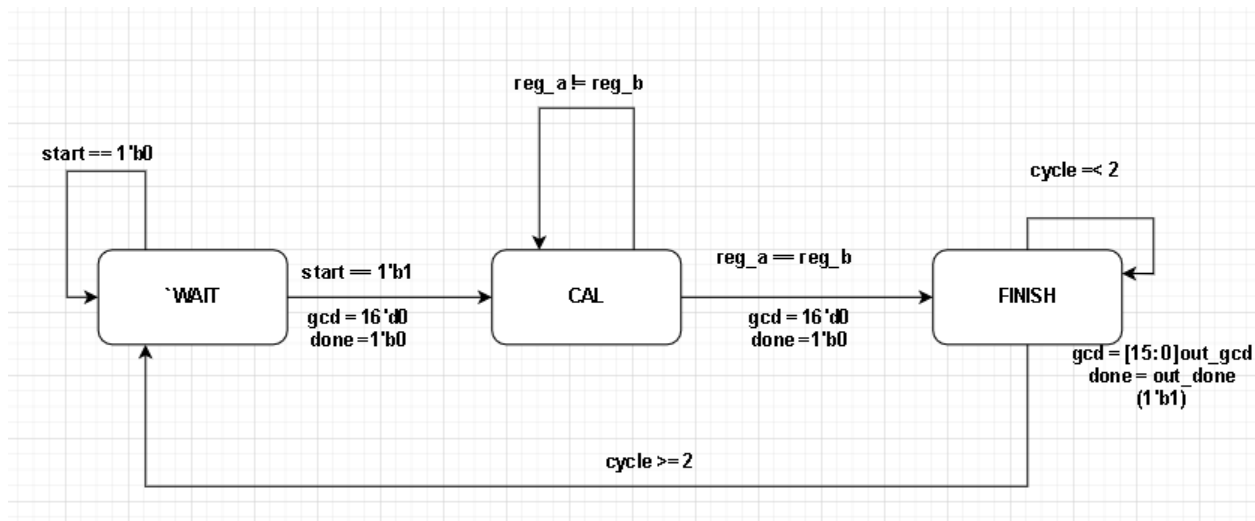 reg_a != reg_b
start == 1'b0
cycle =< 2
`WAIT
start == 1'b1
gcd = 16'd0
done =1'b0
CAL
reg_a == reg_b
gcd = 16'd0
done =1'b0
FINISH
gcd = [15:0]out_gcd
done = out_done
(1'b1)
cycle >= 2